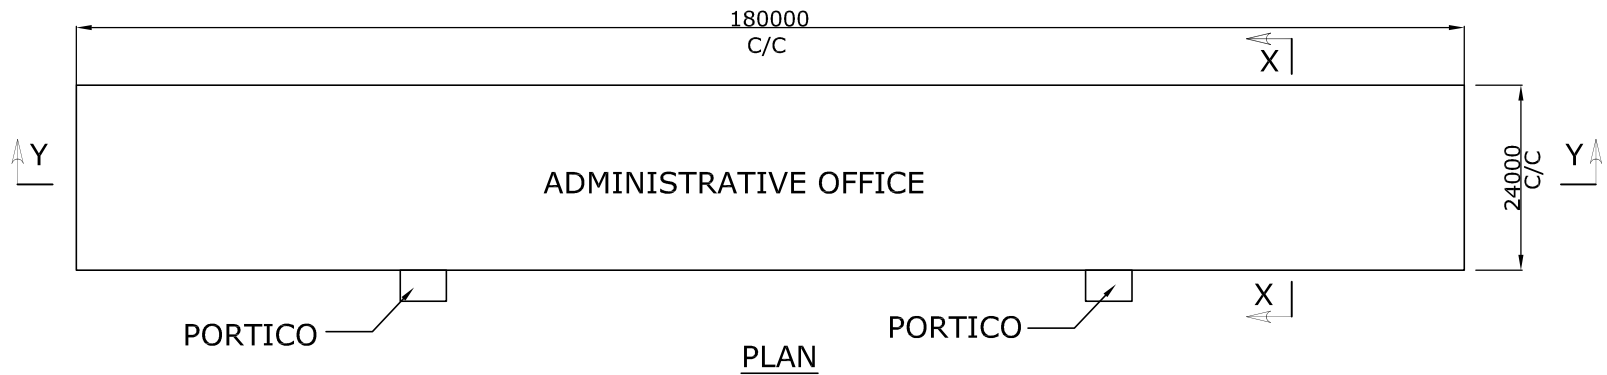 180000
C/C
X
Y
Y
24000
C/C
ADMINISTRATIVE OFFICE
X
PORTICO
PORTICO
PLAN